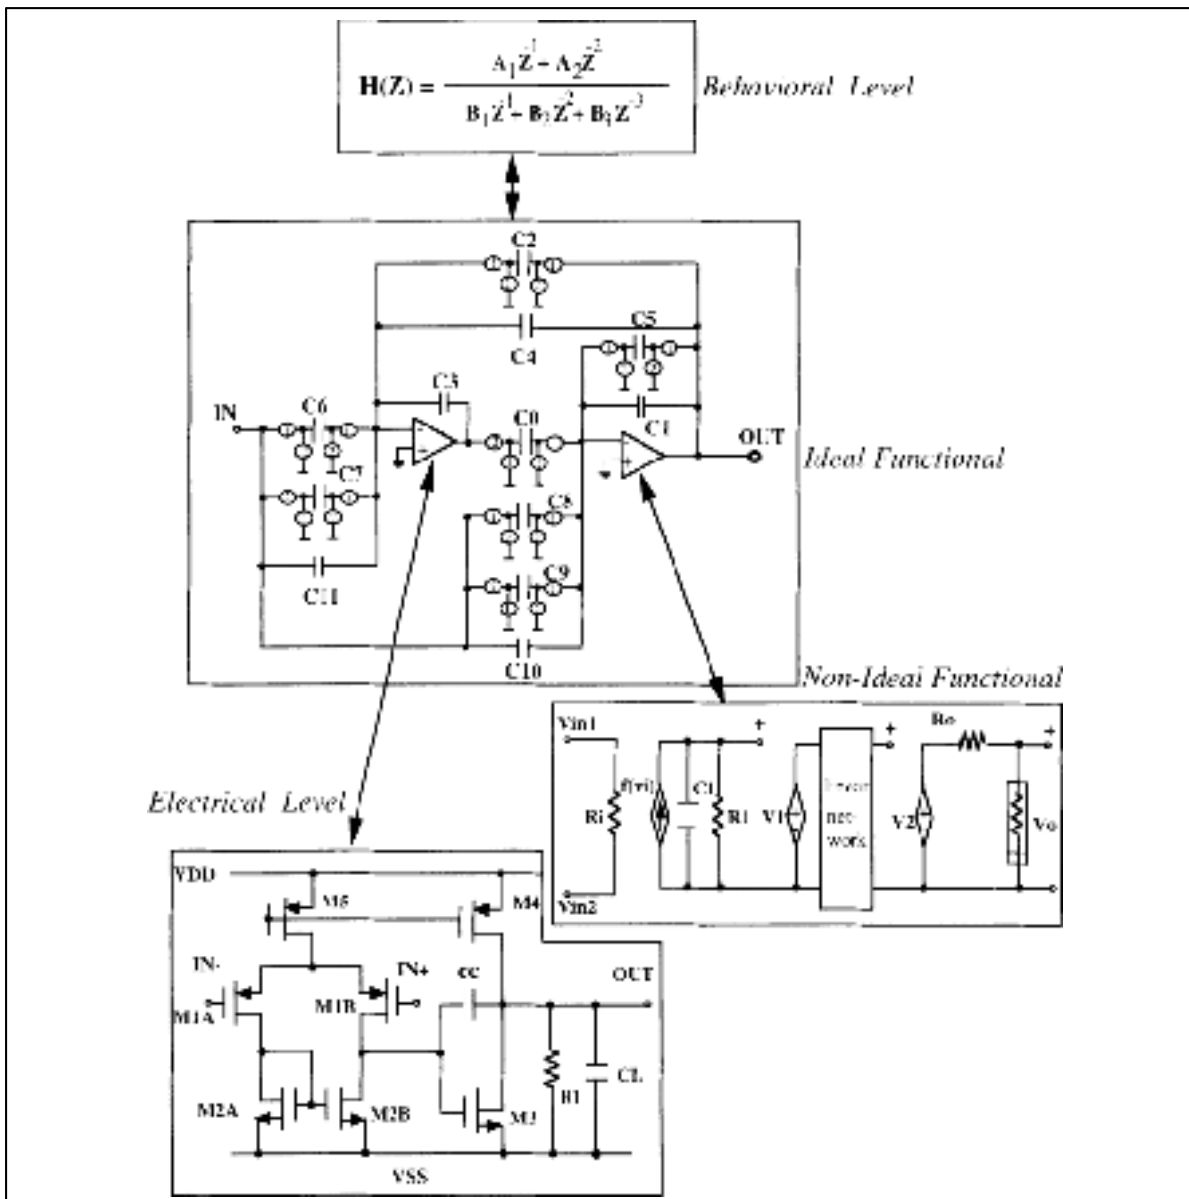 A1Z-1 + A2Z-2
H(Z) =
B1Z-1 + B2Z-2 + B3Z-3
Behavioral Level
C2
C5
C4
C3
C6
C0
C1
IN
OUT
Ideal Functional
C7
C8
C9
C11
C10
Non-Ideal Functional
Vin1
Ro
+
+
+
f(vi)
C1
Ri
R1
V1
linear
net-
work
V2
Vo
Vin2
Electrical Level
VDD
M5
M4
IN-
IN+
cc
OUT
M1A
M1B
R1
CL
M2A
M2B
M3
VSS